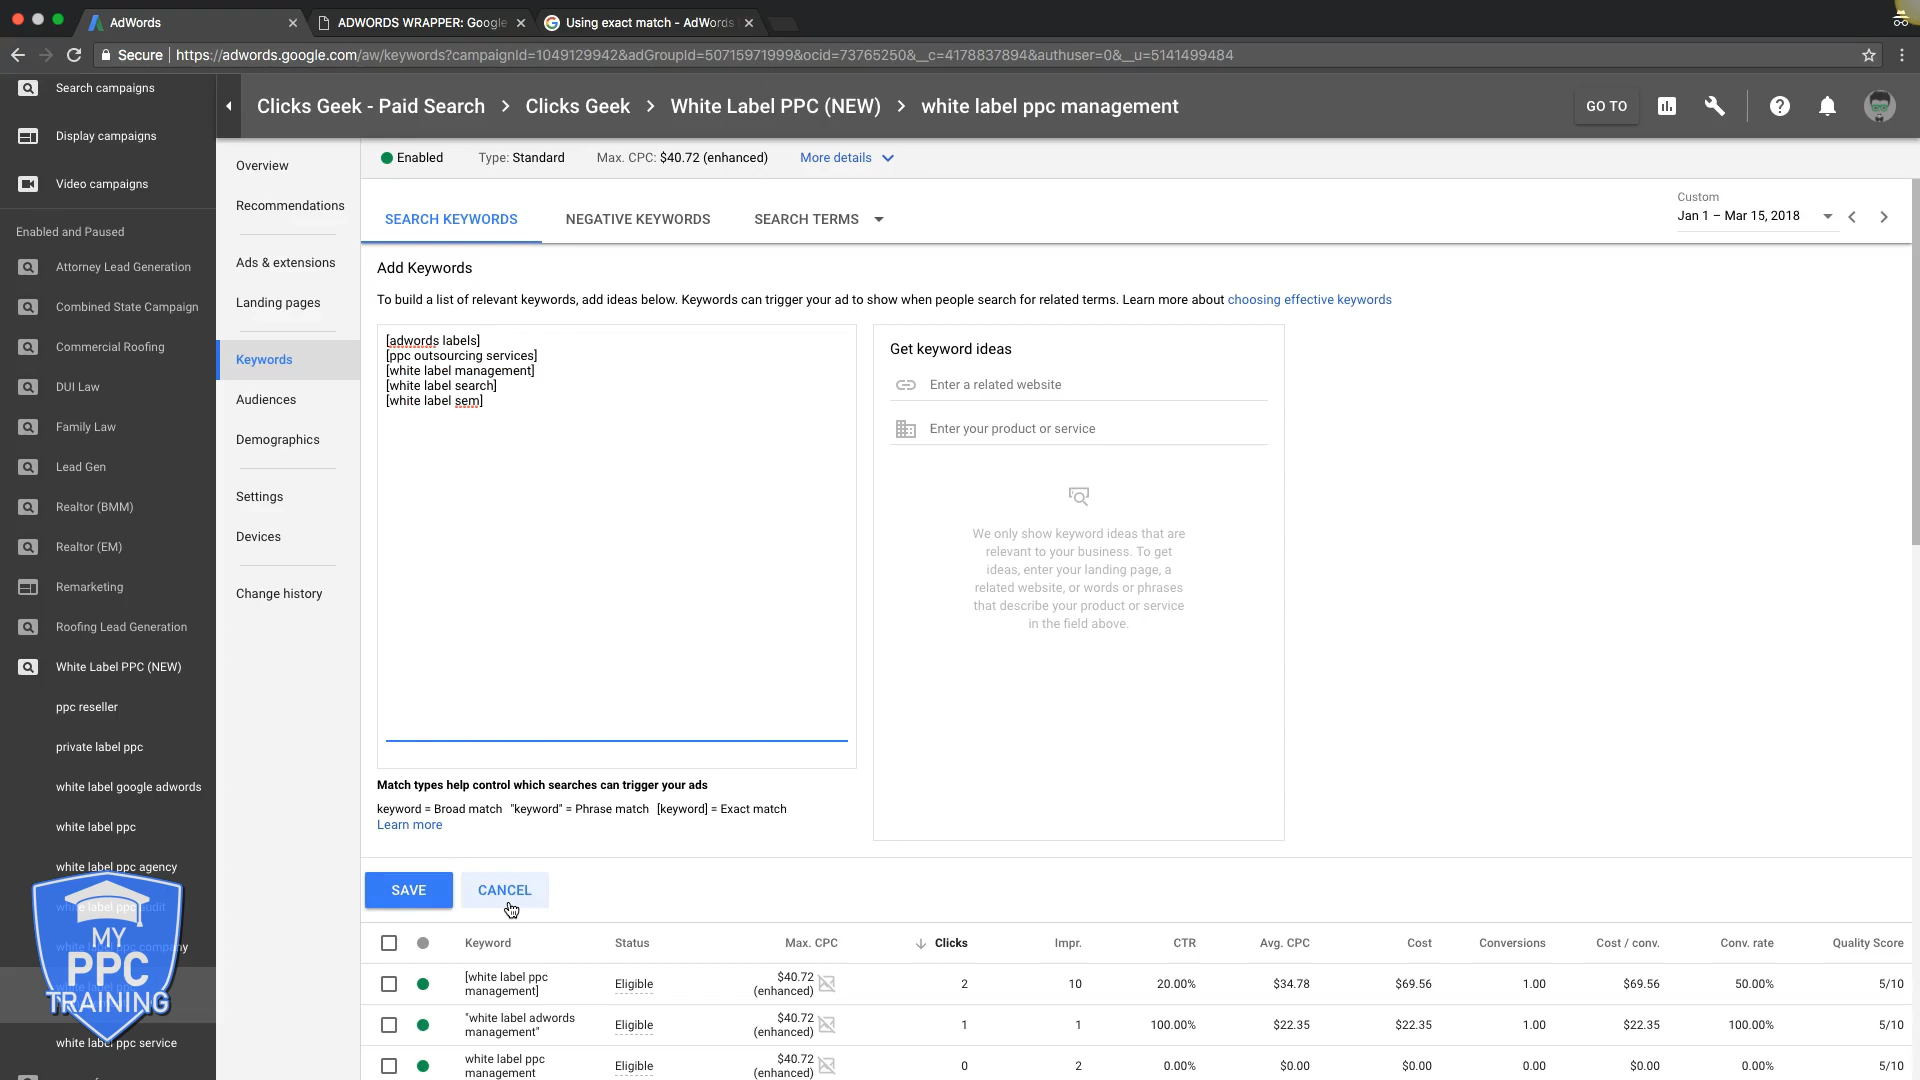 AdWords
ADWORDS WRAPPER: Google
Using exact match - AdWords
Secure
https://adwords.google.com/aw/keywords?campaignId=1049129942&adGroupId=50715971999&ocid=73765250&__c=4178837894&authuser=0&__u=5141499484
Search campaigns
Display campaigns
Video campaigns
Enabled and Paused
Attorney Lead Generation
Combined State Campaign
Commercial Roofing
DUI Law
Family Law
Lead Gen
Realtor (BMM)
Realtor (EM)
Remarketing
Roofing Lead Generation
White Label PPC (NEW)
ppc reseller
private label ppc
white label google adwords
white label ppc
white label ppc agency
white label ppc audit
white label ppc company
MY
PPC
TRAINING
white label ppc service
Clicks Geek - Paid Search > Clicks Geek > White Label PPC (NEW) > white label ppc management
GO TO
Overview
Recommendations
Ads & extensions
Landing pages
Keywords
Audiences
Demographics
Settings
Devices
Change history
Enabled Type: Standard Max. CPC: $40.72 (enhanced) More details
SEARCH KEYWORDS NEGATIVE KEYWORDS SEARCH TERMS
Custom
Jan 1 – Mar 15, 2018
Add Keywords
To build a list of relevant keywords, add ideas below. Keywords can trigger your ad to show when people search for related terms. Learn more about choosing effective keywords
[adwords labels]
[ppc outsourcing services]
[white label management]
[white label search]
[white label sem]
Get keyword ideas
Enter a related website
Enter your product or service
We only show keyword ideas that are
relevant to your business. To get
ideas, enter your landing page, a
related website, or words or phrases
that describe your product or service
in the field above.
Match types help control which searches can trigger your ads
keyword = Broad match "keyword" = Phrase match [keyword] = Exact match
Learn more
SAVE CANCEL
Keyword Status Max. CPC Clicks Impr. CTR Avg. CPC Cost Conversions Cost / conv. Conv. rate Quality Score
[white label ppc
management] Eligible $40.72
(enhanced) 2 10 20.00% $34.78 $69.56 1.00 $69.56 50.00% 5/10
"white label adwords
management" Eligible $40.72
(enhanced) 1 1 100.00% $22.35 $22.35 1.00 $22.35 100.00% 5/10
white label ppc
management Eligible $40.72
(enhanced) 0 2 0.00% $0.00 $0.00 0.00 $0.00 0.00% 5/10